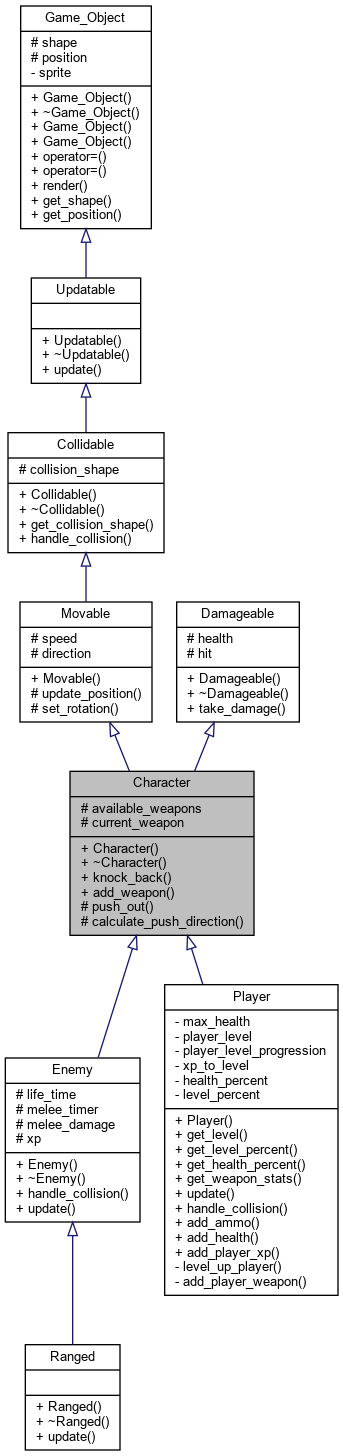 Game_Object
# shape
# position
- sprite
+ Game_Object()
+ ~Game_Object()
+ Game_Object()
+ Game_Object()
+ operator=()
+ operator=()
+ render()
+ get_shape()
+ get_position()
Updatable
+ Updatable()
+ ~Updatable()
+ update()
Collidable
# collision_shape
+ Collidable()
+ ~Collidable()
+ get_collision_shape()
+ handle_collision()
Movable
# speed
# direction
+ Movable()
# update_position()
# set_rotation()
Damageable
# health
# hit
+ Damageable()
+ ~Damageable()
+ take_damage()
Character
# available_weapons
# current_weapon
+ Character()
+ ~Character()
+ knock_back()
+ add_weapon()
# push_out()
# calculate_push_direction()
Player
- max_health
- player_level
- player_level_progression
- xp_to_level
- health_percent
- level_percent
+ Player()
+ get_level()
+ get_level_percent()
+ get_health_percent()
+ get_weapon_stats()
+ update()
+ handle_collision()
+ add_ammo()
+ add_health()
+ add_player_xp()
- level_up_player()
- add_player_weapon()
Enemy
# life_time
# melee_timer
# melee_damage
# xp
+ Enemy()
+ ~Enemy()
+ handle_collision()
+ update()
Ranged
+ Ranged()
+ ~Ranged()
+ update()